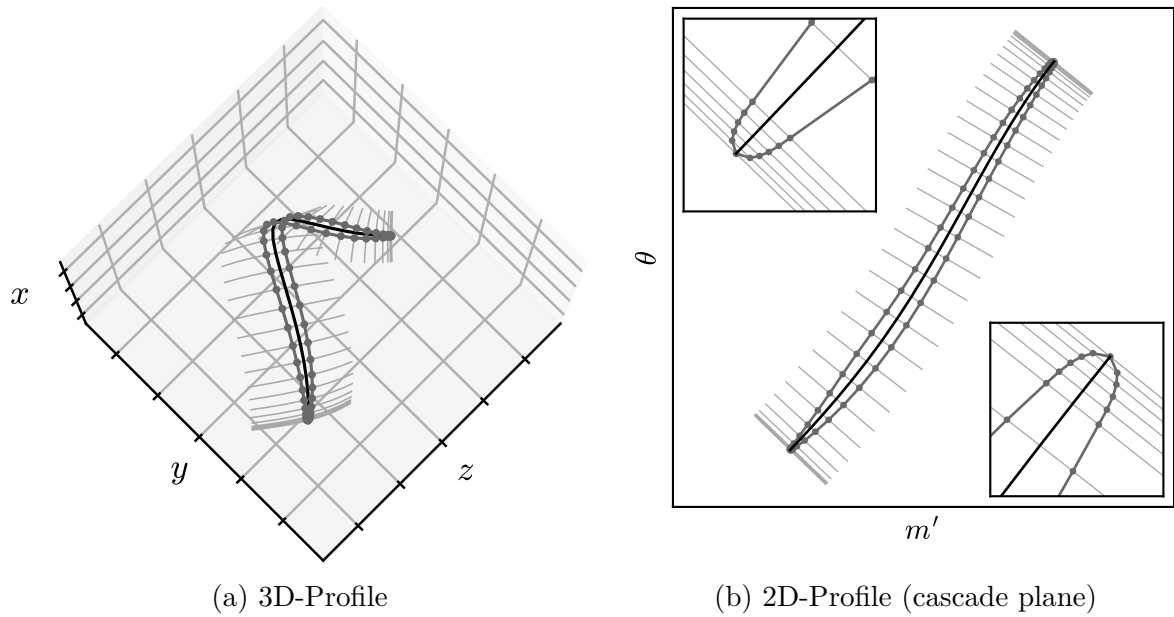 x
y
z
θ
m′
(a) 3D-Profile
(b) 2D-Profile (cascade plane)